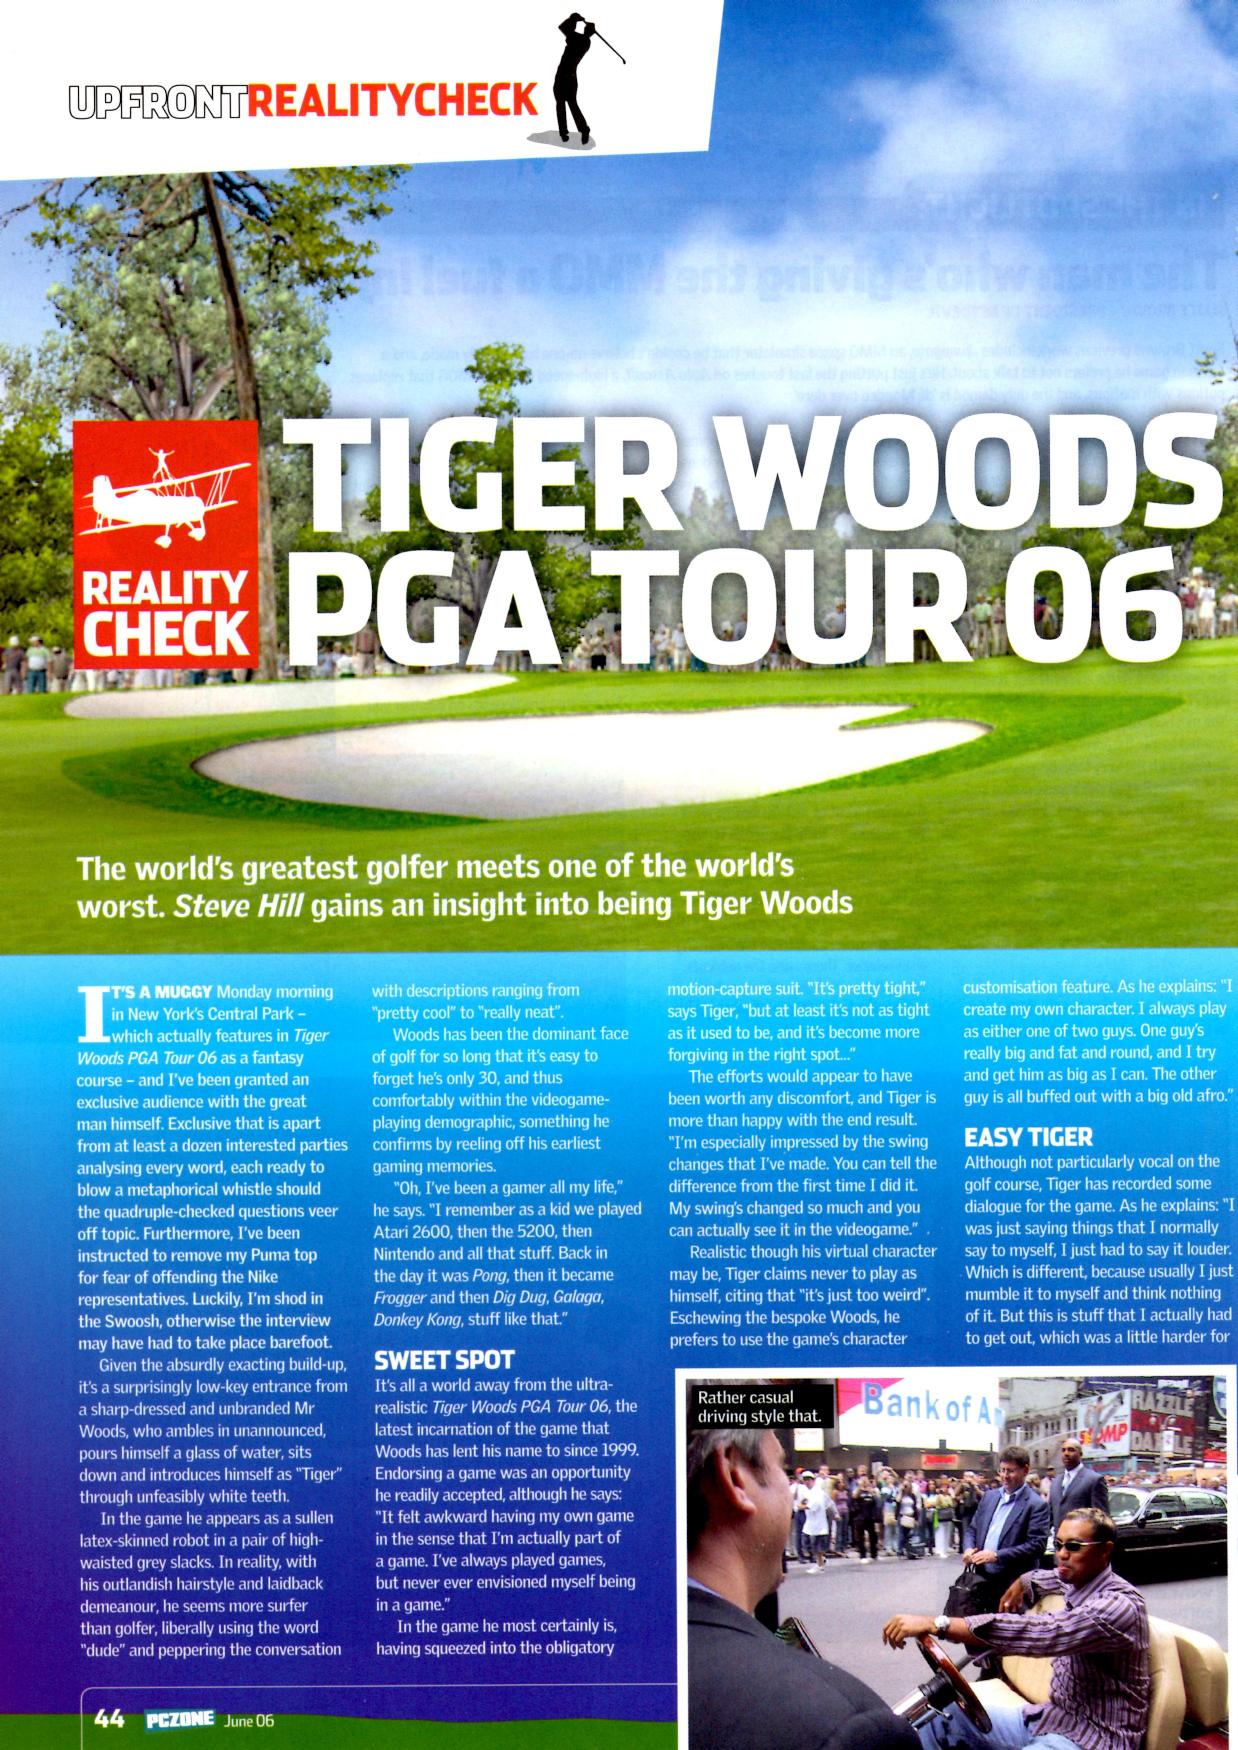 UPFRONTREALITYCHECK
REALITY
CHECK
TIGER WOODS
PGA TOUR 06
The world's greatest golfer meets one of the world's
worst. Steve Hill gains an insight into being Tiger Woods
IT'S A MUGGY Monday morning
in New York's Central Park –
which actually features in Tiger
Woods PGA Tour 06 as a fantasy
course – and I've been granted an
exclusive audience with the great
man himself. Exclusive that is apart
from at least a dozen interested parties
analysing every word, each ready to
blow a metaphorical whistle should
the quadruple-checked questions veer
off topic. Furthermore, I've been
instructed to remove my Puma top
for fear of offending the Nike
representatives. Luckily, I'm shod in
the Swoosh, otherwise the interview
may have had to take place barefoot.
Given the absurdly exacting build-up,
it's a surprisingly low-key entrance from
a sharp-dressed and unbranded Mr
Woods, who ambles in unannounced,
pours himself a glass of water, sits
down and introduces himself as "Tiger"
through unfeasibly white teeth.
In the game he appears as a sullen
latex-skinned robot in a pair of high-
waisted grey slacks. In reality, with
his outlandish hairstyle and laidback
demeanour, he seems more surfer
than golfer, liberally using the word
"dude" and peppering the conversation
with descriptions ranging from
"pretty cool" to "really neat".
Woods has been the dominant face
of golf for so long that it's easy to
forget he's only 30, and thus
comfortably within the videogame-
playing demographic, something he
confirms by reeling off his earliest
gaming memories.
"Oh, I've been a gamer all my life,"
he says. "I remember as a kid we played
Atari 2600, then the 5200, then
Nintendo and all that stuff. Back in
the day it was Pong, then it became
Frogger and then Dig Dug, Galaga,
Donkey Kong, stuff like that."
SWEET SPOT
It's all a world away from the ultra-
realistic Tiger Woods PGA Tour 06, the
latest incarnation of the game that
Woods has lent his name to since 1999.
Endorsing a game was an opportunity
he readily accepted, although he says:
"It felt awkward having my own game
in the sense that I'm actually part of
a game. I've always played games,
but never ever envisioned myself being
in a game."
In the game he most certainly is,
having squeezed into the obligatory
motion-capture suit. "It's pretty tight,"
says Tiger, "but at least it's not as tight
as it used to be, and it's become more
forgiving in the right spot..."
The efforts would appear to have
been worth any discomfort, and Tiger is
more than happy with the end result.
"I'm especially impressed by the swing
changes that I've made. You can tell the
difference from the first time I did it.
My swing's changed so much and you
can actually see it in the videogame."
Realistic though his virtual character
may be, Tiger claims never to play as
himself, citing that "it's just too weird".
Eschewing the bespoke Woods, he
prefers to use the game's character
customisation feature. As he explains: "I
create my own character. I always play
as either one of two guys. One guy's
really big and fat and round, and I try
and get him as big as I can. The other
guy is all buffed out with a big old afro."
EASY TIGER
Although not particularly vocal on the
golf course, Tiger has recorded some
dialogue for the game. As he explains: "I
was just saying things that I normally
say to myself, I just had to say it louder.
Which is different, because usually I just
mumble it to myself and think nothing
of it. But this is stuff that I actually had
to get out, which was a little harder for
Rather casual
driving style that.
Bank of A
RAZZLE
DAZZLE
44 PCZONE June 06